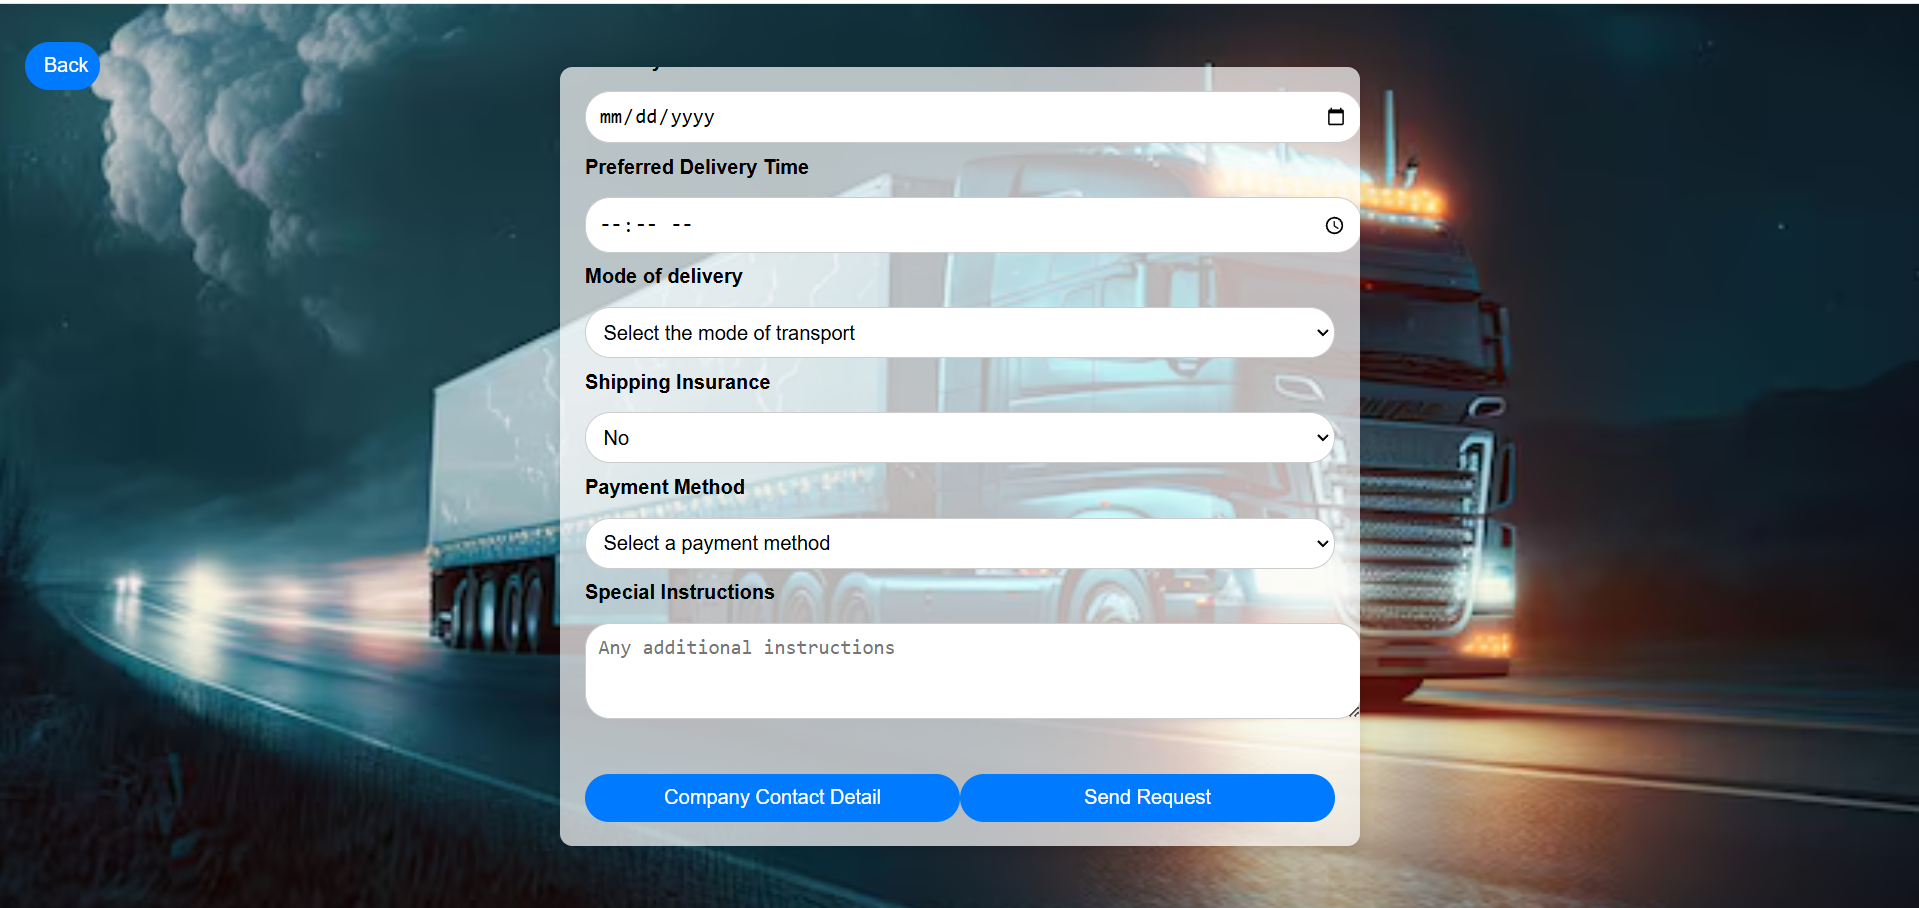 Back
mm/dd/yyyy
Preferred Delivery Time
--:-- --
Mode of delivery
Select the mode of transport
Shipping Insurance
No
Payment Method
Select a payment method
Special Instructions
Any additional instructions
Company Contact Detail
Send Request